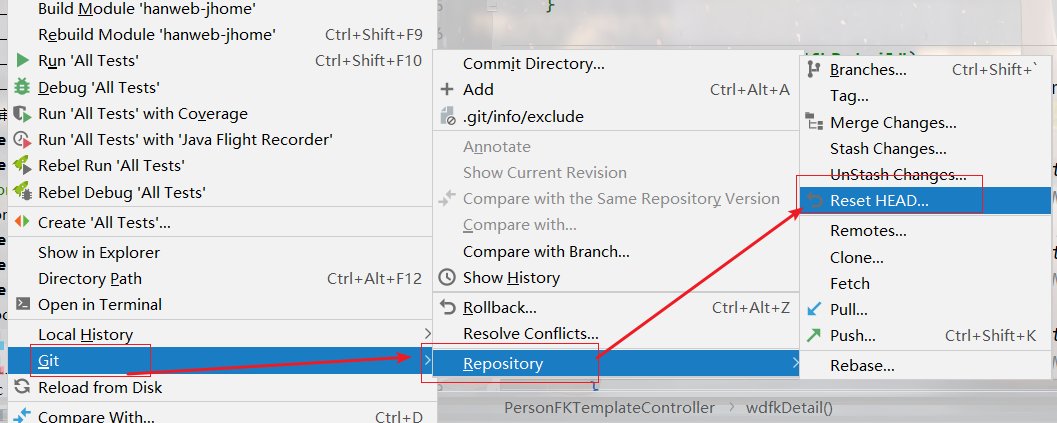 Build Module 'hanweb-jhome'
Rebuild Module 'hanweb-jhome' Ctrl+Shift+F9
Run 'All Tests' Ctrl+Shift+F10
Debug 'All Tests'
Run 'All Tests' with Coverage
Run 'All Tests' with 'Java Flight Recorder'
Rebel Run 'All Tests'
Rebel Debug 'All Tests'
Create 'All Tests'...
Show in Explorer
Directory Path Ctrl+Alt+F12
Open in Terminal
Local History
Git
Reload from Disk
Compare With... Ctrl+D
Commit Directory...
Add Ctrl+Alt+A
.git/info/exclude
Annotate
Show Current Revision
Compare with the Same Repository Version
Compare with...
Compare with Branch...
Show History
Rollback... Ctrl+Alt+Z
Resolve Conflicts...
Repository
Branches... Ctrl+Shift+`
Tag...
Merge Changes...
Stash Changes...
UnStash Changes...
Reset HEAD...
Remotes...
Clone...
Fetch
Pull...
Push... Ctrl+Shift+K
Rebase...
}
{
PersonFKTemplateController › wdfkDetail()